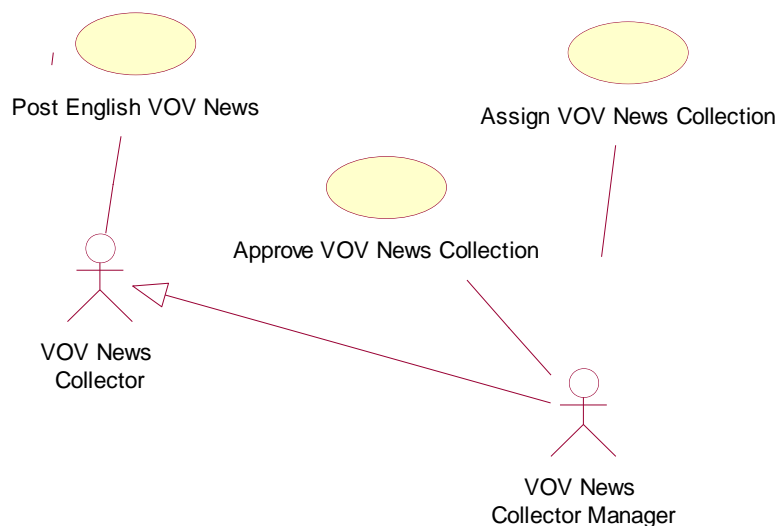 Post English VOV News
Assign VOV News Collection
Approve VOV News Collection
VOV News
Collector
VOV News
Collector Manager